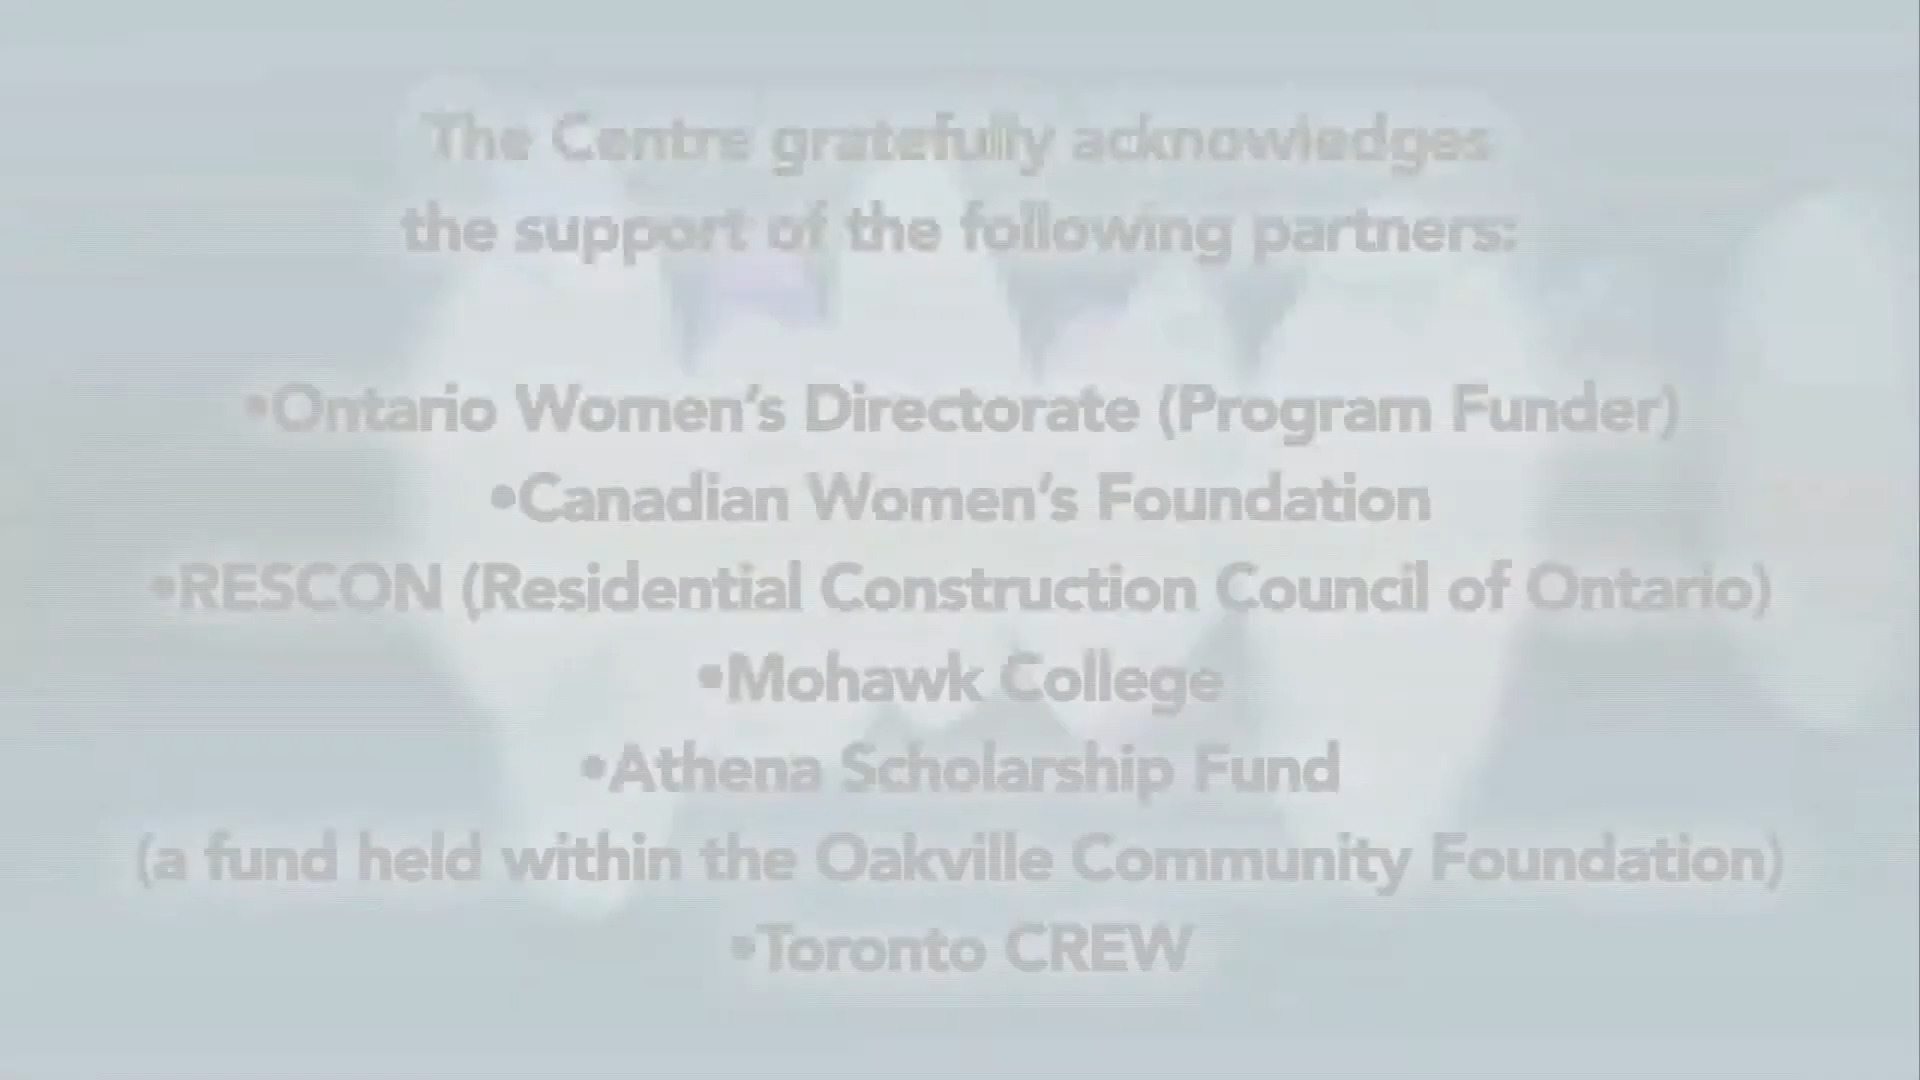 The Centre gratefully acknowledges
the support of the following partners:
•Ontario Women's Directorate (Program Funder)
•Canadian Women's Foundation
•RESCON (Residential Construction Council of Ontario)
•Mohawk College
•Athena Scholarship Fund
(a fund held within the Oakville Community Foundation)
•Toronto CREW